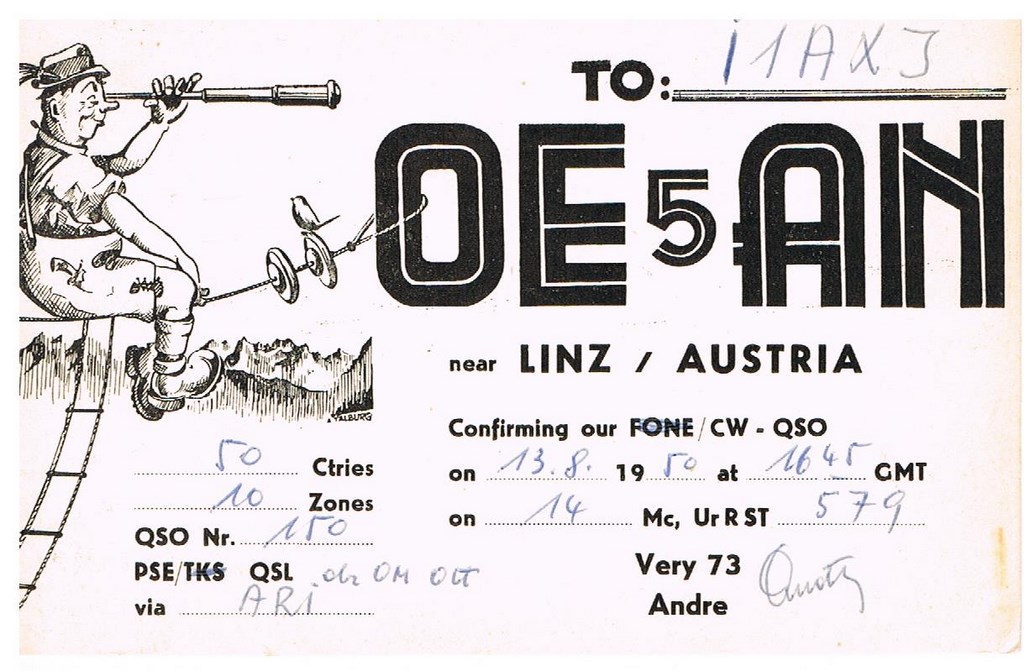 TO: i1AXJ
OE5AN
near LINZ / AUSTRIA
Confirming our FONE/CW - QSO
on 13.8. 1950 at 1645 GMT
on 14 Mc, Ur RST 579
Very 73
Andre
50 Ctries
10 Zones
QSO Nr. 150
PSE/TKS QSL OM
via ARI